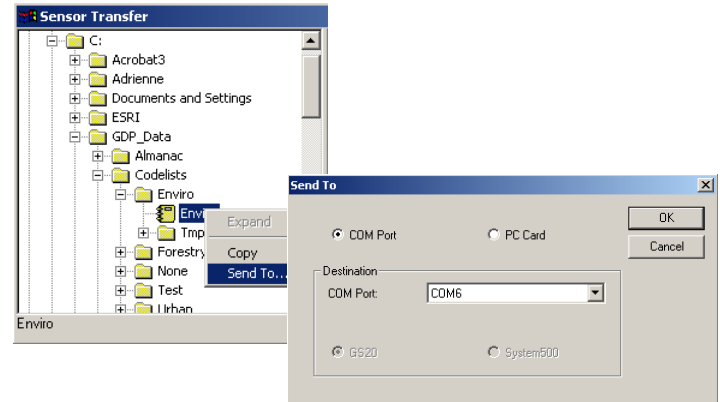 Sensor Transfer
C:
Acrobat3
Adrienne
Documents and Settings
ESRI
GDP_Data
Almanac
Codelists
Enviro
Envi
Tmp
Forestry
None
Test
Urban
Enviro
Expand
Copy
Send To...
Send To
COM Port
PC Card
OK
Cancel
Destination
COM Port:
COM6
GS20
System500